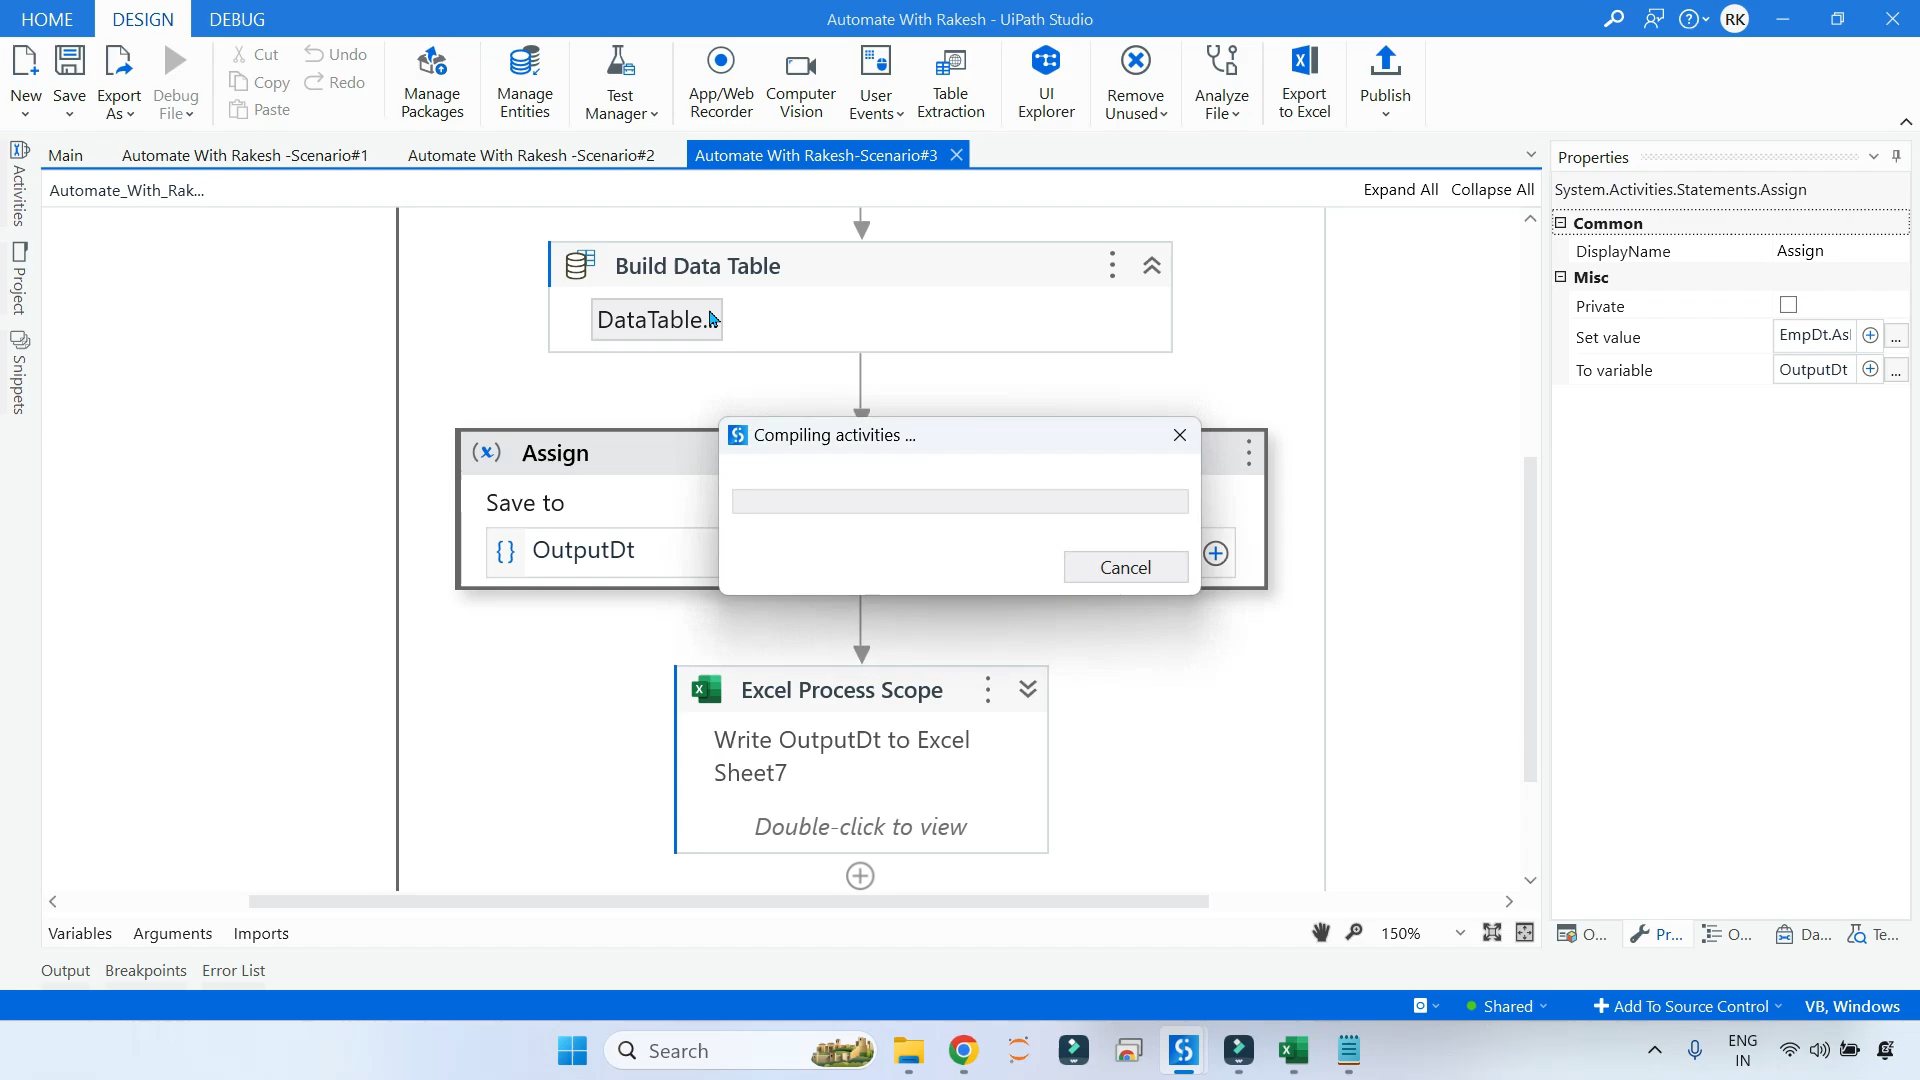 HOME DESIGN DEBUG
Automate With Rakesh - UiPath Studio
RK
New
Save
Export
As
Debug
File
Cut
Copy
Paste
Undo
Redo
Manage
Packages
Manage
Entities
Test
Manager
App/Web
Recorder
Computer
Vision
User
Events
Table
Extraction
UI
Explorer
Remove
Unused
Analyze
File
Export
to Excel
Publish
Activities
Project
Snippets
Main
Automate With Rakesh -Scenario#1
Automate With Rakesh -Scenario#2
Automate With Rakesh-Scenario#3
Automate_With_Rak...
Expand All Collapse All
Build Data Table
DataTable...
Assign
Save to
OutputDt
Compiling activities ...
Cancel
Excel Process Scope
Write OutputDt to Excel
Sheet7
Double-click to view
Properties
System.Activities.Statements.Assign
Common
DisplayName Assign
Misc
Private
Set value EmpDt.As ...
To variable OutputDt ...
Variables Arguments Imports
150%
O... Pr... O... Da... Te...
Output Breakpoints Error List
Shared
Add To Source Control
VB, Windows
Search
ENG
IN